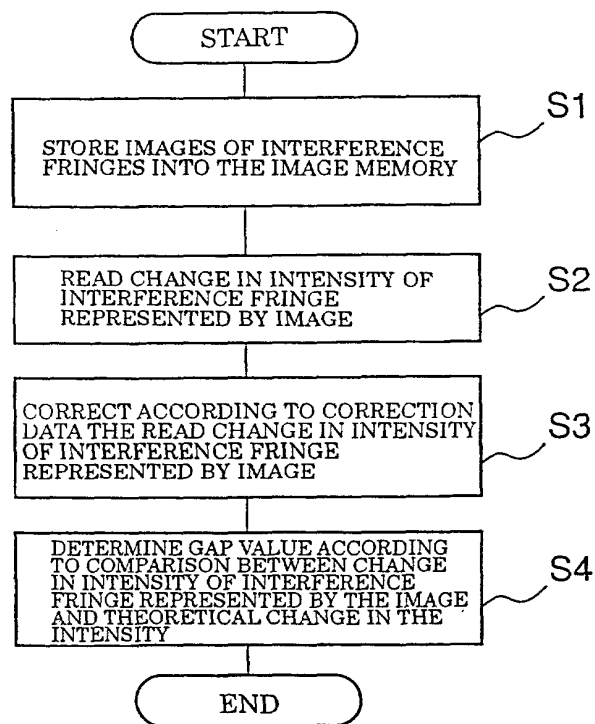 START
S1
STORE IMAGES OF INTERFERENCE
FRINGES INTO THE IMAGE MEMORY
S2
READ CHANGE IN INTENSITY OF
INTERFERENCE FRINGE
REPRESENTED BY IMAGE
S3
CORRECT ACCORDING TO CORRECTION
DATA THE READ CHANGE IN INTENSITY
OF INTERFERENCE FRINGE
REPRESENTED BY IMAGE
S4
DETERMINE GAP VALUE ACCORDING
TO COMPARISON BETWEEN CHANGE
IN INTENSITY OF INTERFERENCE
FRINGE REPRESENTED BY THE IMAGE
AND THEORETICAL CHANGE IN THE
INTENSITY
END